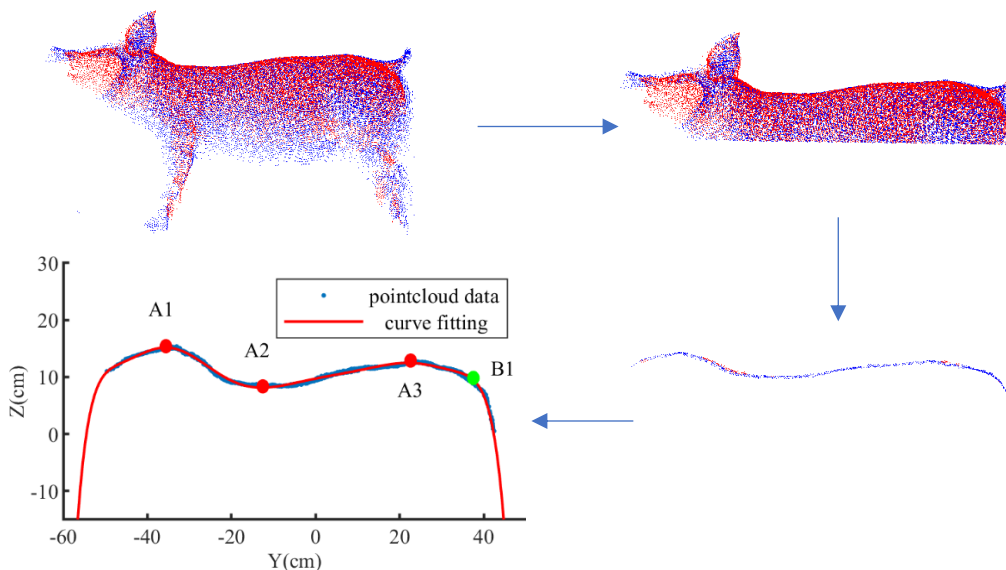 30
20
10
0
-10
Z(cm)
pointcloud data
curve fitting
A1
A2
A3
B1
-60
-40
-20
0
20
40
Y(cm)